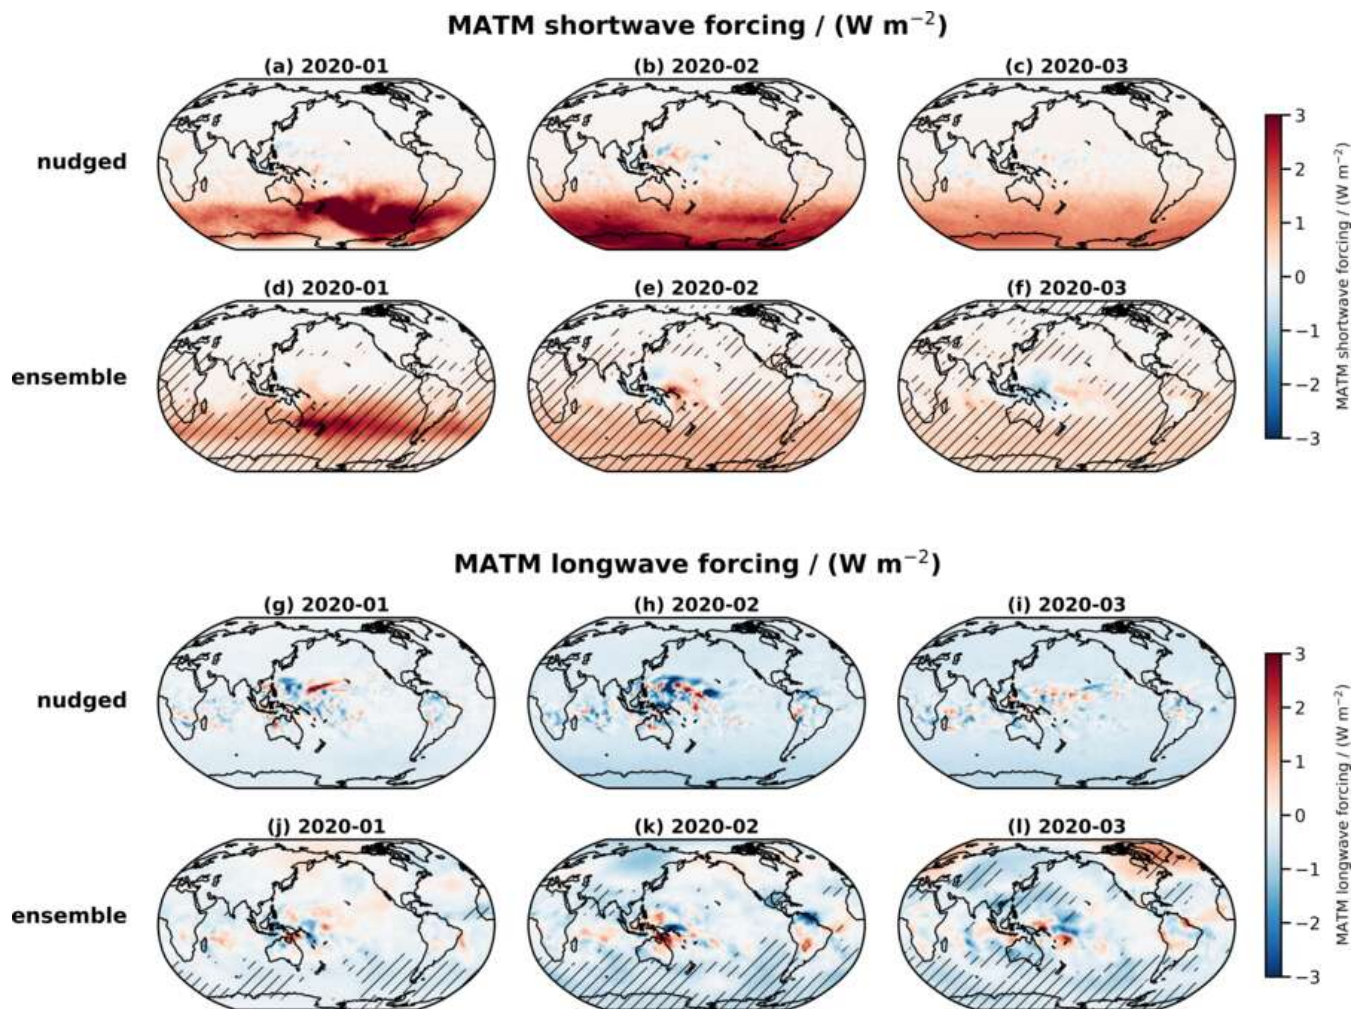 MATM shortwave forcing / (W m⁻²)
(a) 2020-01
(b) 2020-02
(c) 2020-03
nudged
(d) 2020-01
(e) 2020-02
(f) 2020-03
ensemble
3
2
1
0
−1
−2
−3
MATM shortwave forcing / (W m⁻²)
MATM longwave forcing / (W m⁻²)
(g) 2020-01
(h) 2020-02
(i) 2020-03
nudged
(j) 2020-01
(k) 2020-02
(l) 2020-03
ensemble
3
2
1
0
−1
−2
−3
MATM longwave forcing / (W m⁻²)